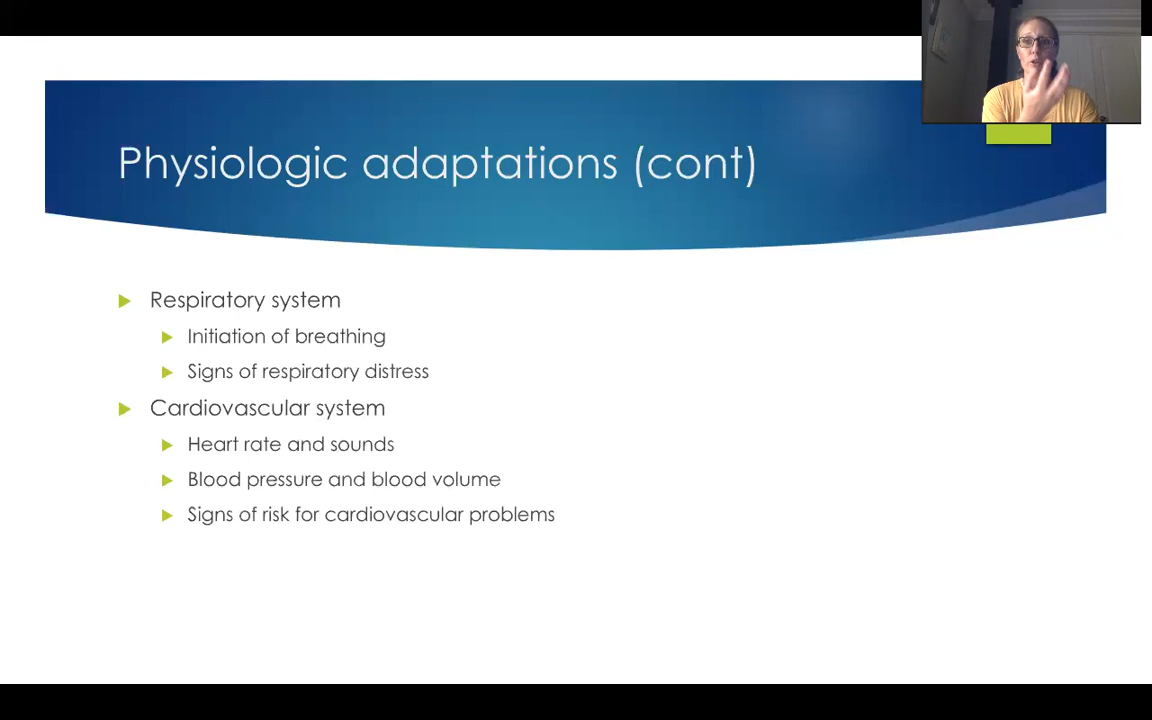 Physiologic adaptations (cont)
Respiratory system
Initiation of breathing
Signs of respiratory distress
Cardiovascular system
Heart rate and sounds
Blood pressure and blood volume
Signs of risk for cardiovascular problems